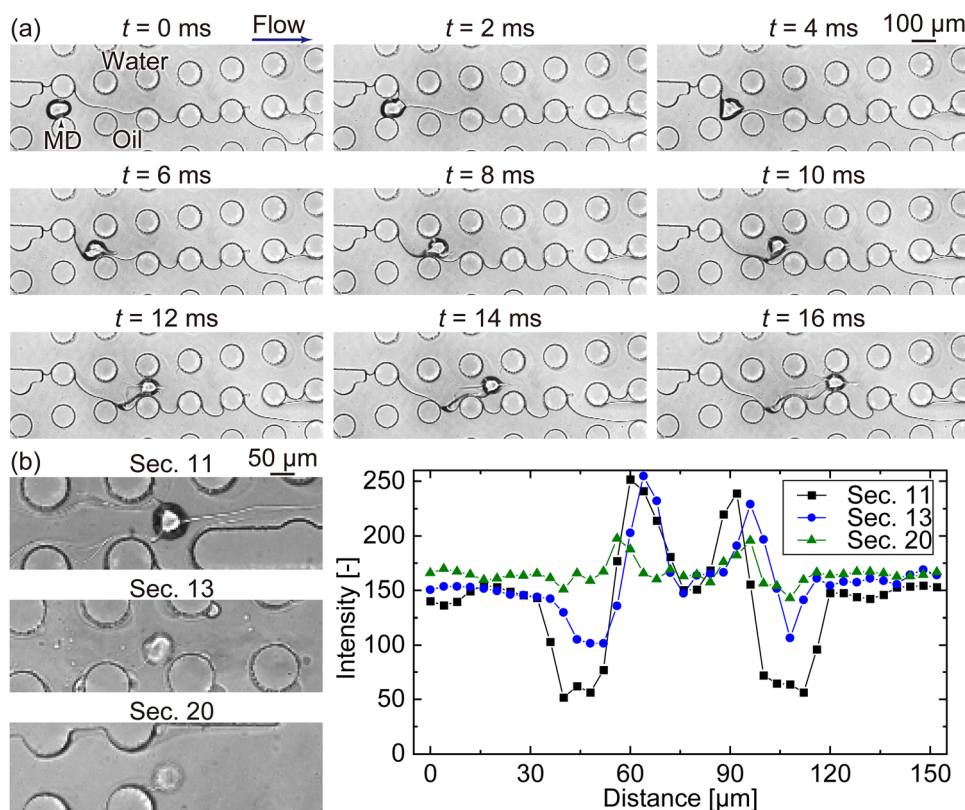 (a)
t = 0 ms
Flow
t = 2 ms
t = 4 ms
100 µm
Water
MD
Oil
t = 6 ms
t = 8 ms
t = 10 ms
t = 12 ms
t = 14 ms
t = 16 ms
(b)
Sec. 11
50 µm
Sec. 13
Sec. 20
Intensity [-]
250
200
150
100
50
0
Sec. 11
Sec. 13
Sec. 20
0
30
60
90
120
150
Distance [µm]